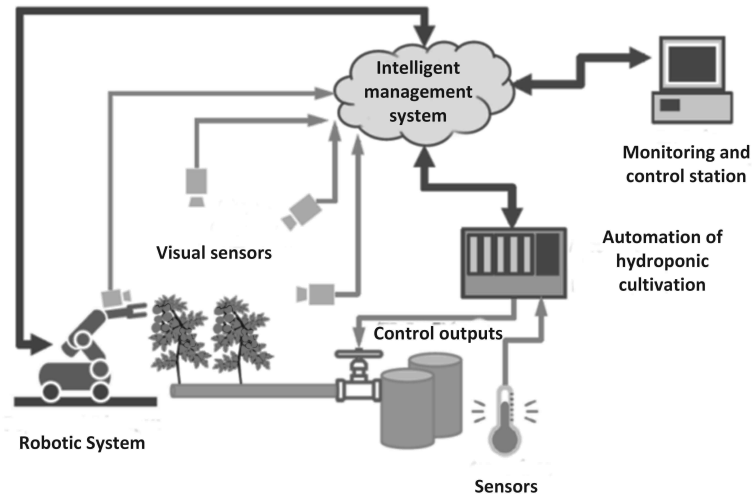 Intelligent
management
system
Monitoring and
control station
Visual sensors
Automation of
hydroponic
cultivation
Control outputs
Robotic System
Sensors